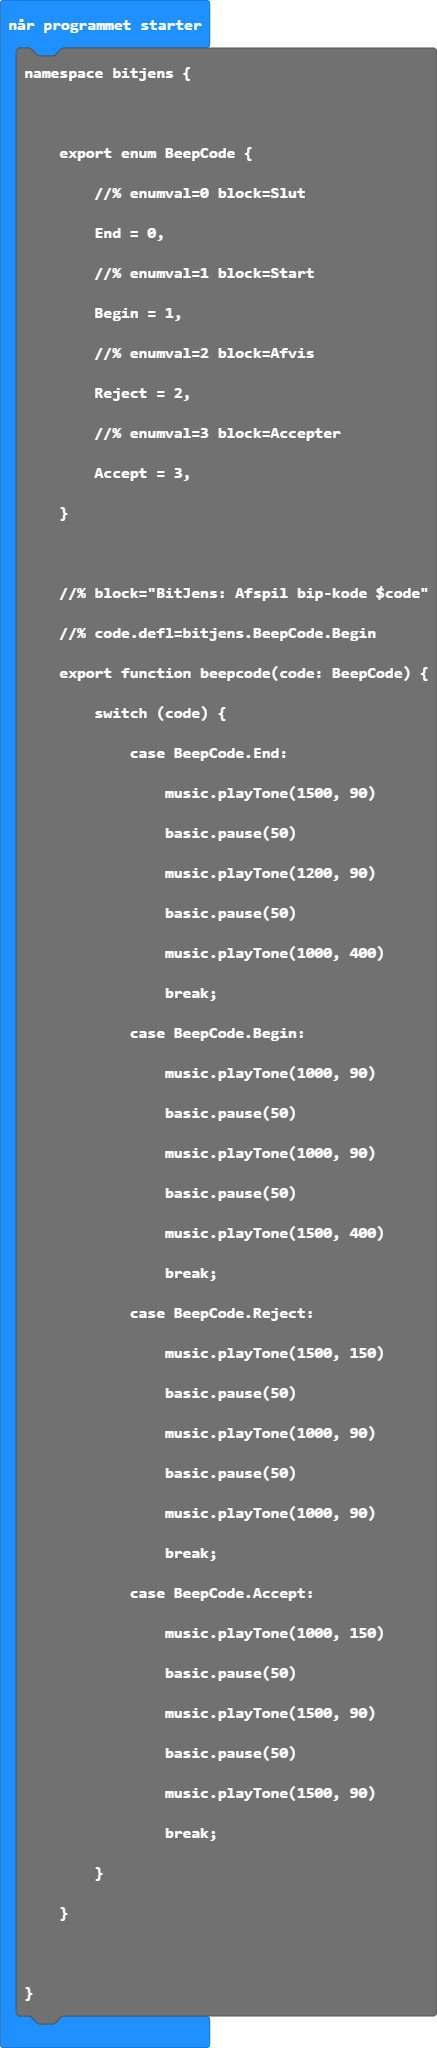 når programmet starter
namespace bitjens {
export enum BeepCode {
//% enumval=0 block=Slut
End = 0,
//% enumval=1 block=Start
Begin = 1,
//% enumval=2 block=Afvis
Reject = 2,
//% enumval=3 block=Accepter
Accept = 3,
}
//% block="BitJens: Afspil bip-kode $code"
//% code.defl=bitjens.BeepCode.Begin
export function beepcode(code: BeepCode) {
switch (code) {
case BeepCode.End:
music.playTone(1500, 90)
basic.pause(50)
music.playTone(1200, 90)
basic.pause(50)
music.playTone(1000, 400)
break;
case BeepCode.Begin:
music.playTone(1000, 90)
basic.pause(50)
music.playTone(1000, 90)
basic.pause(50)
music.playTone(1500, 400)
break;
case BeepCode.Reject:
music.playTone(1500, 150)
basic.pause(50)
music.playTone(1000, 90)
basic.pause(50)
music.playTone(1000, 90)
break;
case BeepCode.Accept:
music.playTone(1000, 150)
basic.pause(50)
music.playTone(1500, 90)
basic.pause(50)
music.playTone(1500, 90)
break;
}
}
}